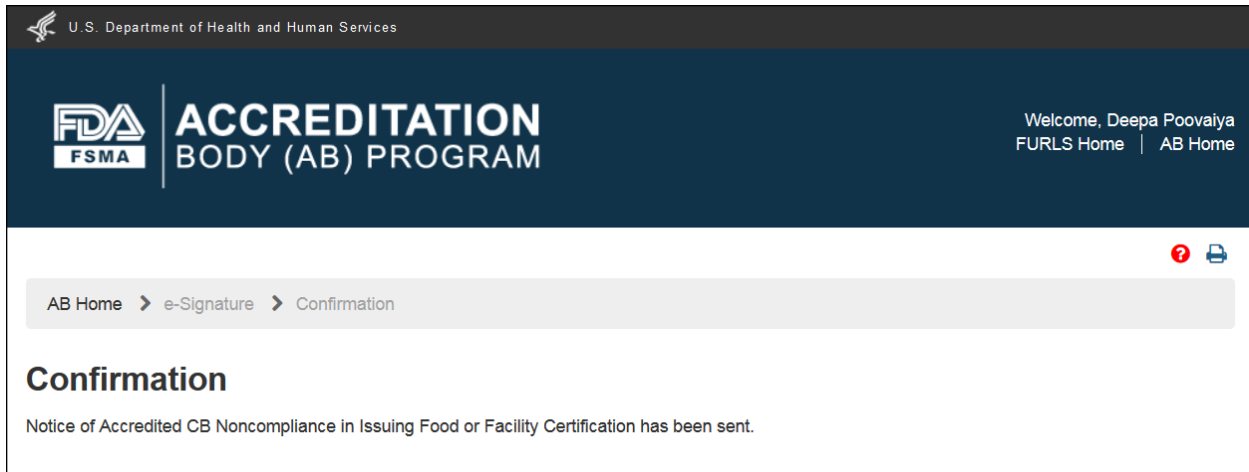 U.S. Department of Health and Human Services
FDA
FSMA
ACCREDITATION
BODY (AB) PROGRAM
Welcome, Deepa Poovaiya
FURLS Home | AB Home
AB Home > e-Signature > Confirmation
Confirmation
Notice of Accredited CB Noncompliance in Issuing Food or Facility Certification has been sent.